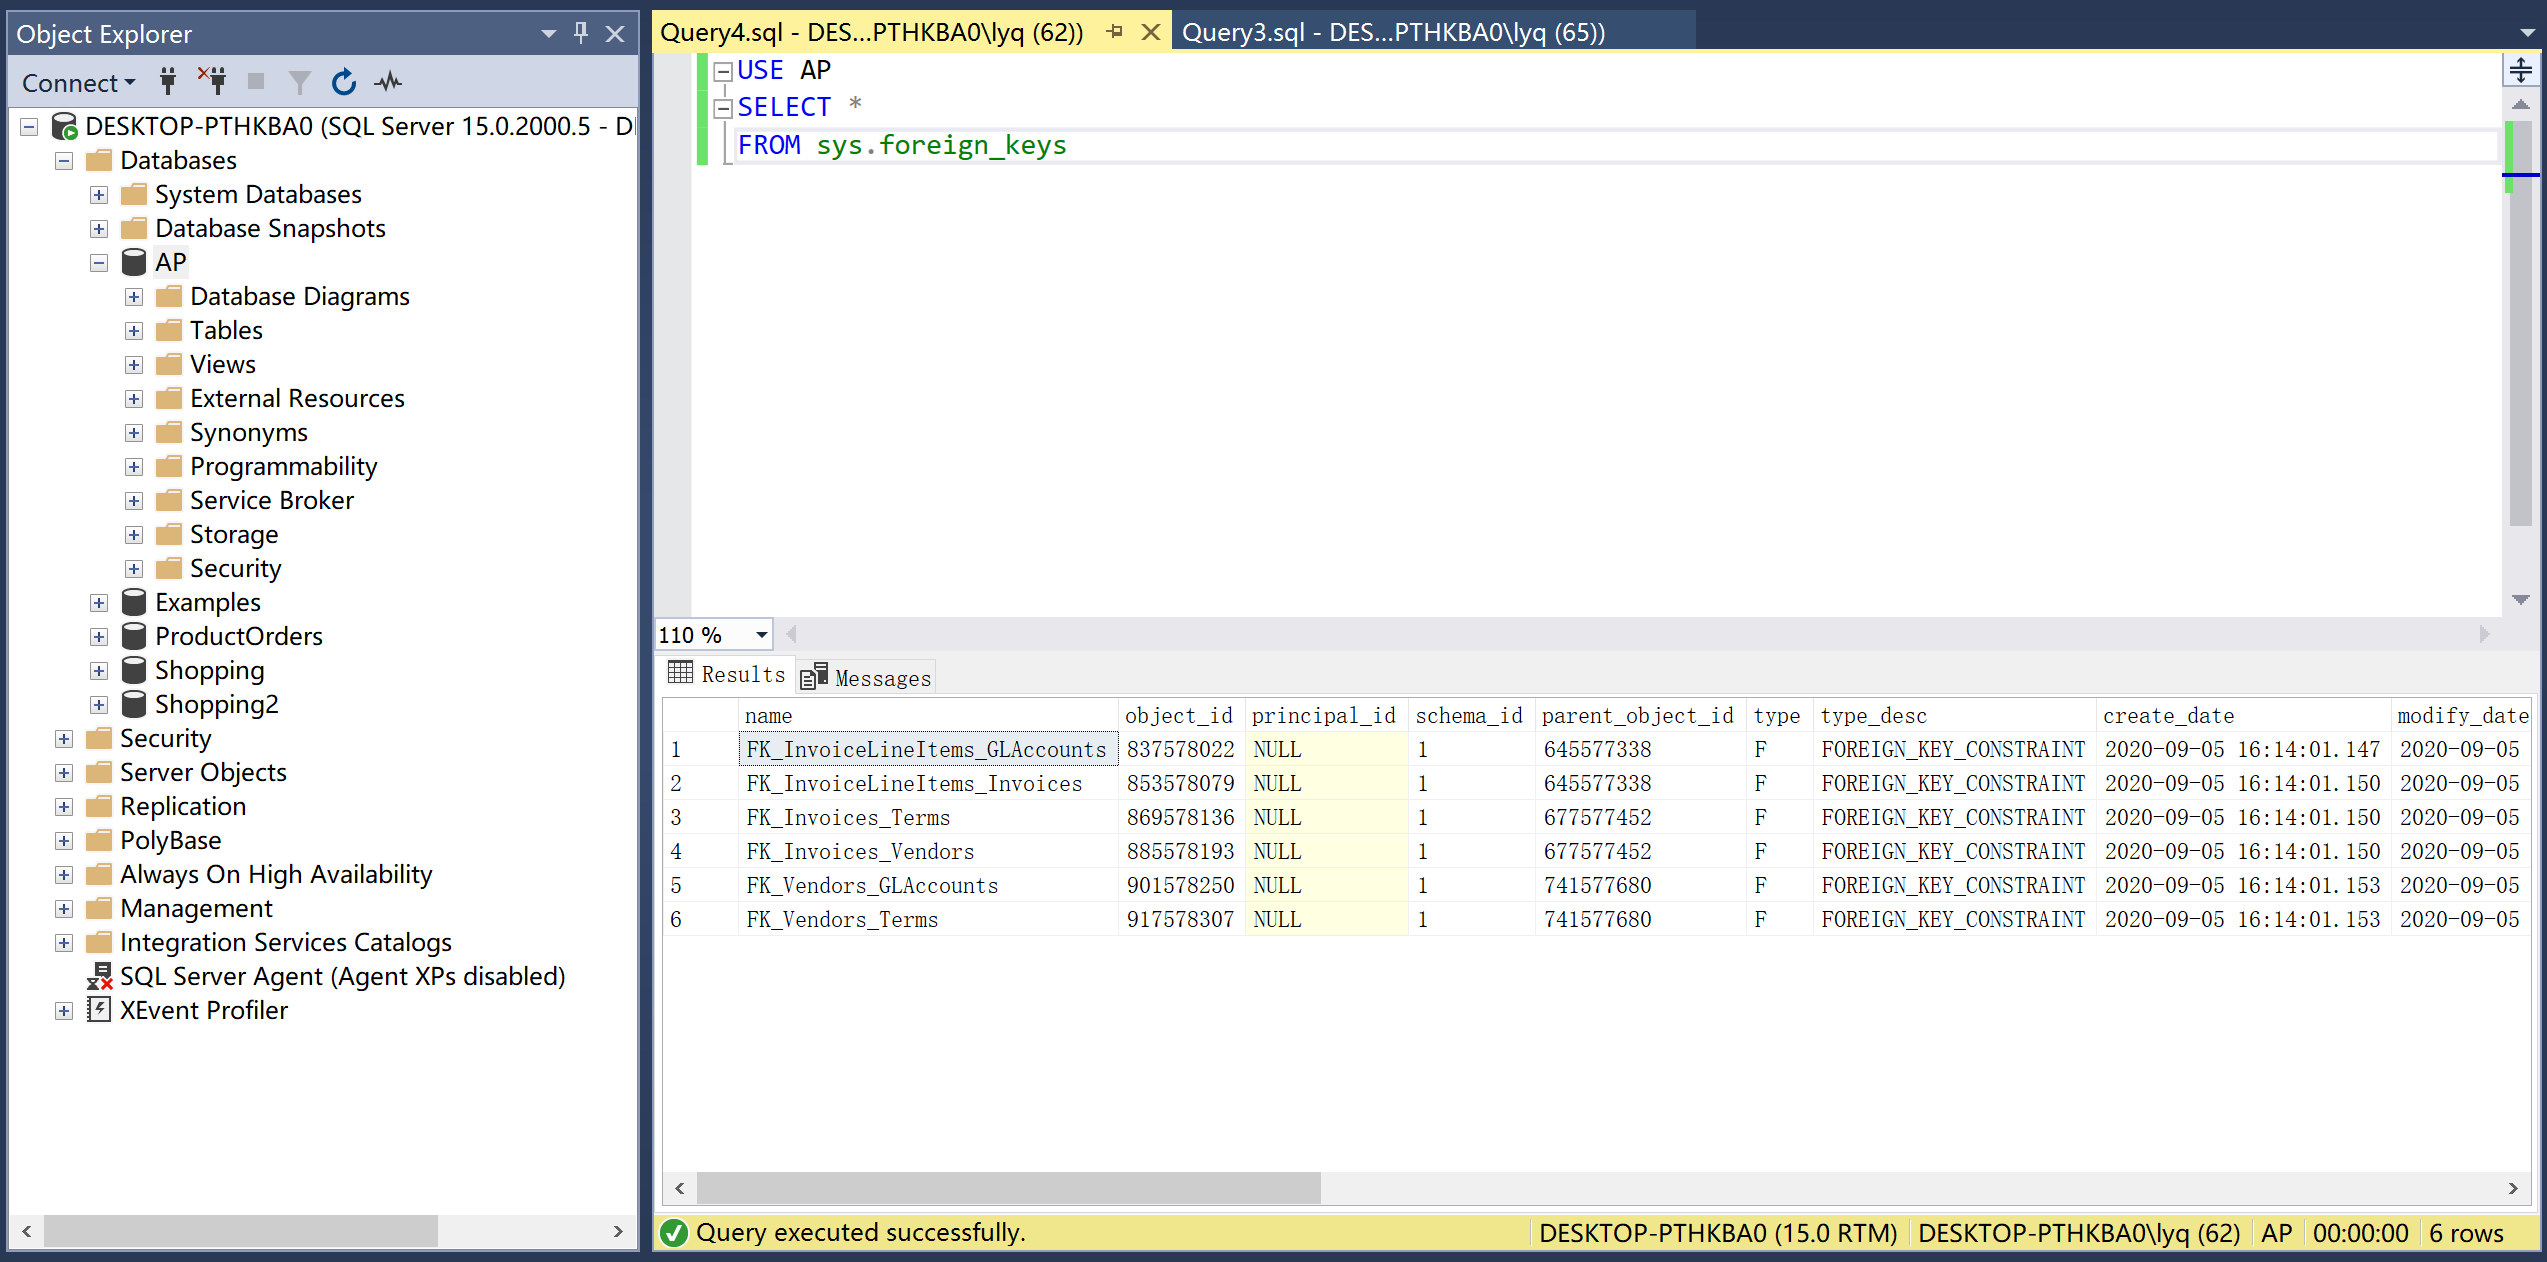 Object Explorer
Connect
DESKTOP-PTHKBA0 (SQL Server 15.0.2000.5 - DI
Databases
System Databases
Database Snapshots
AP
Database Diagrams
Tables
Views
External Resources
Synonyms
Programmability
Service Broker
Storage
Security
Examples
ProductOrders
Shopping
Shopping2
Security
Server Objects
Replication
PolyBase
Always On High Availability
Management
Integration Services Catalogs
SQL Server Agent (Agent XPs disabled)
XEvent Profiler
Query4.sql - DES...PTHKBA0\lyq (62)) Query3.sql - DES...PTHKBA0\lyq (65))
USE AP
SELECT *
FROM sys.foreign_keys
110 %
Results Messages
name object_id principal_id schema_id parent_object_id type type_desc create_date modify_date
1 FK_InvoiceLineItems_GLAccounts 837578022 NULL 1 645577338 F FOREIGN_KEY_CONSTRAINT 2020-09-05 16:14:01.147 2020-09-05
2 FK_InvoiceLineItems_Invoices 853578079 NULL 1 645577338 F FOREIGN_KEY_CONSTRAINT 2020-09-05 16:14:01.150 2020-09-05
3 FK_Invoices_Terms 869578136 NULL 1 677577452 F FOREIGN_KEY_CONSTRAINT 2020-09-05 16:14:01.150 2020-09-05
4 FK_Invoices_Vendors 885578193 NULL 1 677577452 F FOREIGN_KEY_CONSTRAINT 2020-09-05 16:14:01.150 2020-09-05
5 FK_Vendors_GLAccounts 901578250 NULL 1 741577680 F FOREIGN_KEY_CONSTRAINT 2020-09-05 16:14:01.153 2020-09-05
6 FK_Vendors_Terms 917578307 NULL 1 741577680 F FOREIGN_KEY_CONSTRAINT 2020-09-05 16:14:01.153 2020-09-05
Query executed successfully. DESKTOP-PTHKBA0 (15.0 RTM) DESKTOP-PTHKBA0\lyq (62) AP 00:00:00 6 rows